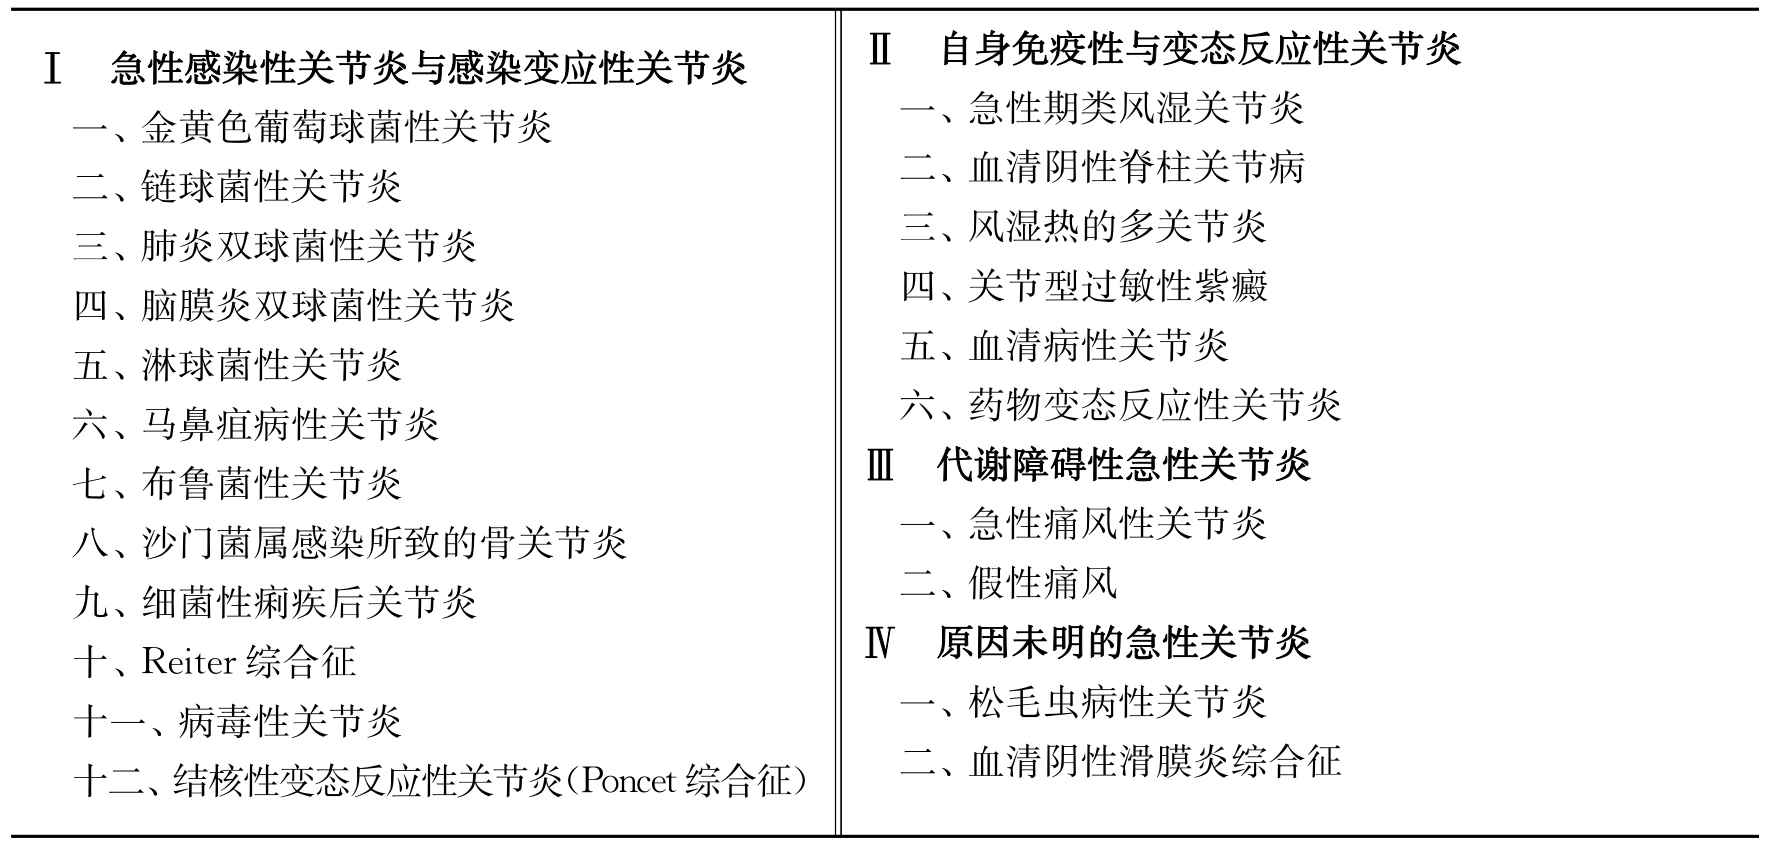 Ⅰ 急性感染性关节炎与感染变应性关节炎
一、金黄色葡萄球菌性关节炎
二、链球菌性关节炎
三、肺炎双球菌性关节炎
四、脑膜炎双球菌性关节炎
五、淋球菌性关节炎
六、马鼻疽病性关节炎
七、布鲁菌性关节炎
八、沙门菌属感染所致的骨关节炎
九、细菌性痢疾后关节炎
十、Reiter 综合征
十一、病毒性关节炎
十二、结核性变态反应性关节炎(Poncet 综合征)
Ⅱ 自身免疫性与变态反应性关节炎
一、急性期类风湿关节炎
二、血清阴性脊柱关节病
三、风湿热的多关节炎
四、关节型过敏性紫癜
五、血清病性关节炎
六、药物变态反应性关节炎
Ⅲ 代谢障碍性急性关节炎
一、急性痛风性关节炎
二、假性痛风
Ⅳ 原因未明的急性关节炎
一、松毛虫病性关节炎
二、血清阴性滑膜炎综合征